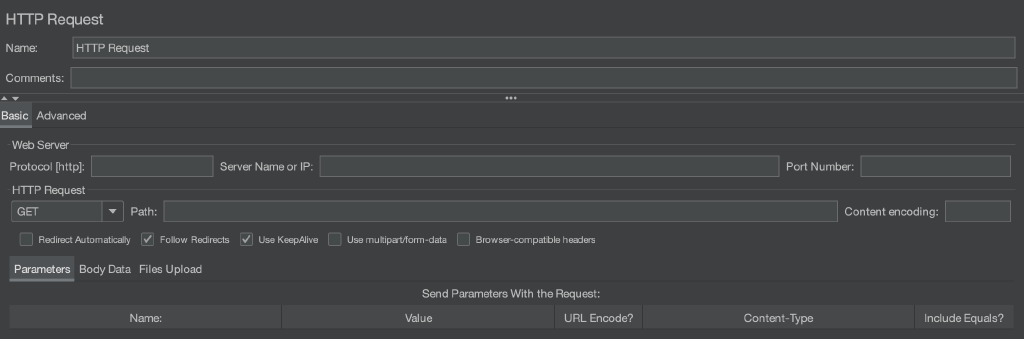 HTTP Request
Name: HTTP Request
Comments:
Basic Advanced
Web Server
Protocol [http]: Server Name or IP: Port Number:
HTTP Request
GET Path: Content encoding:
Redirect Automatically Follow Redirects Use KeepAlive Use multipart/form-data Browser-compatible headers
Parameters Body Data Files Upload
Send Parameters With the Request:
Name: Value URL Encode? Content-Type Include Equals?